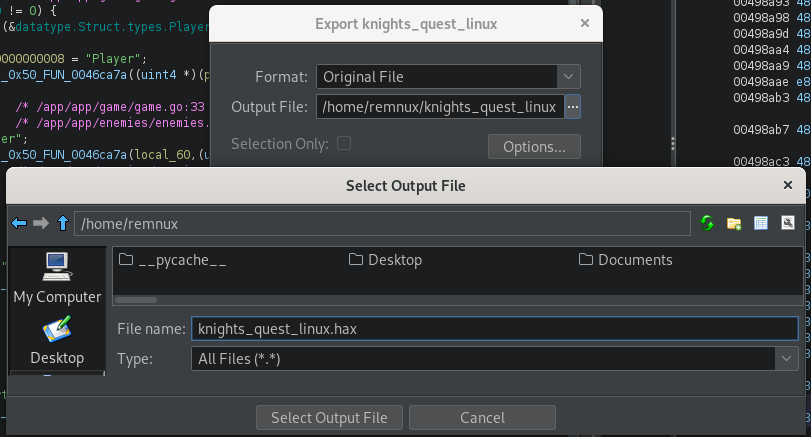 ) != 0) {
(&datatype.Struct.types.Player
0000000008 = "Player";
_0x50_FUN_0046ca7a((uint4 *)(p
/* /app/app/game/game.go:33
/* /app/app/enemies/enemies.
er";
_0x50_FUN_0046ca7a(local_60,(u
Export knights_quest_linux
Format: Original File
Output File: /home/remnux/knights_quest_linux ...
Selection Only:
Options...
00498a93 48
00498a98 48
00498a9d 48
00498aa4 48
00498aa9 48
00498aae e8
00498ab3 48
00498ab7 48
00498ac3 48
Select Output File
/home/remnux
My Computer
Desktop
__pycache__ Desktop Documents
File name: knights_quest_linux.hax
Type: All Files (*.*)
Select Output File Cancel